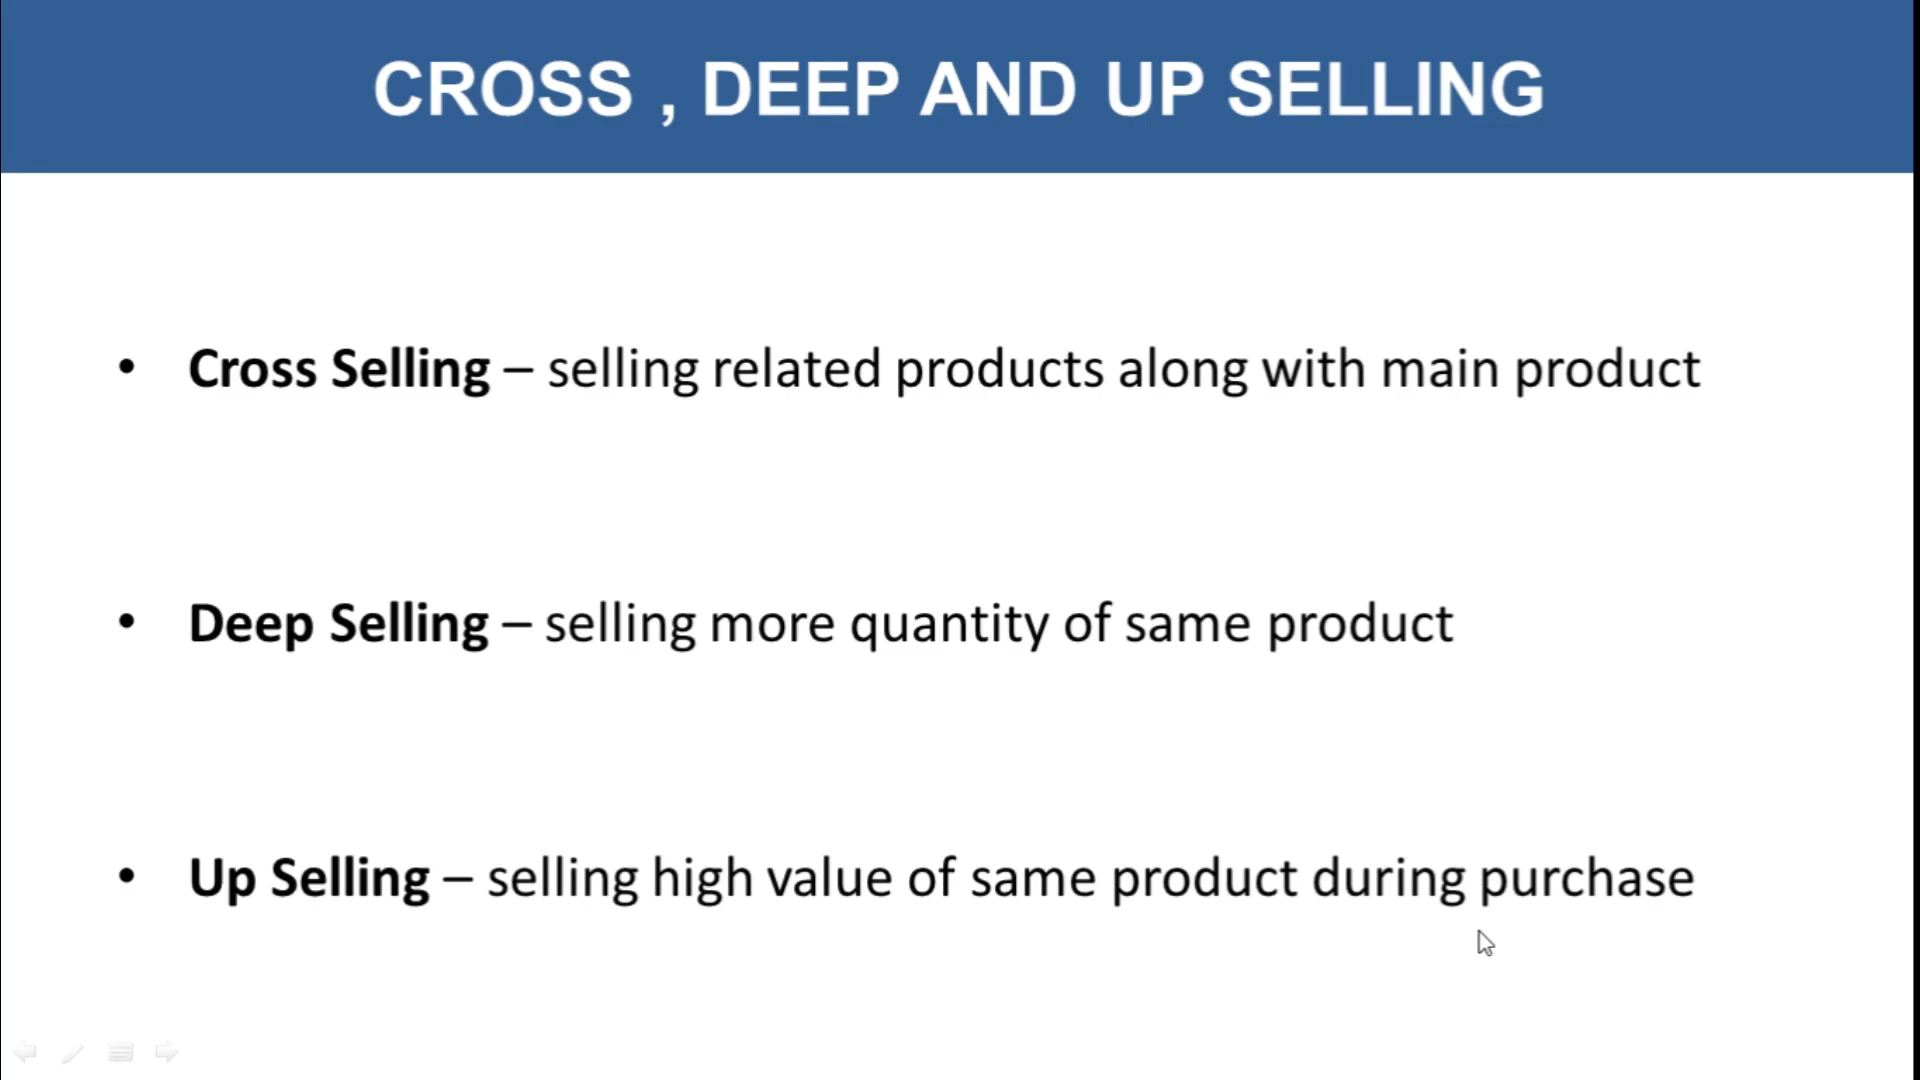 CROSS , DEEP AND UP SELLING
• Cross Selling – selling related products along with main product
• Deep Selling – selling more quantity of same product
• Up Selling – selling high value of same product during purchase